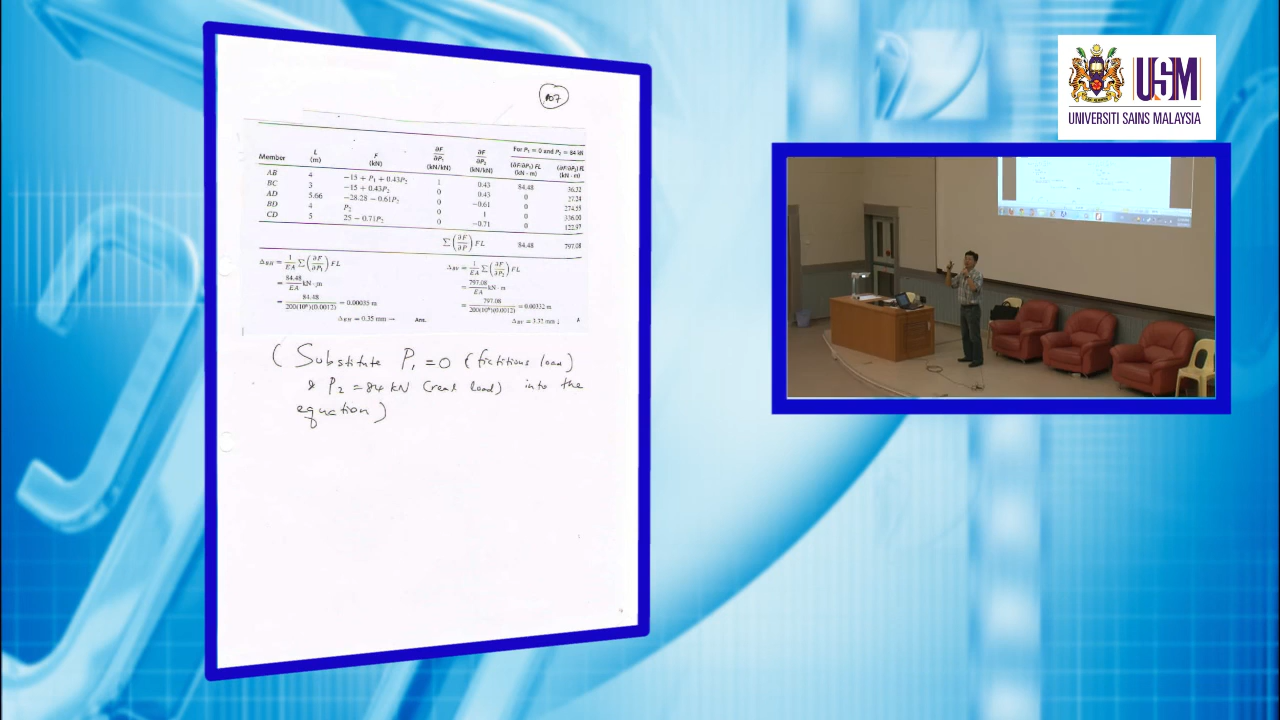 107
Member L (m) F (kN) ∂F/∂P₁ (kN/kN) ∂F/∂P₂ (kN/kN) For P₁ = 0 and P₂ = 84 kN (∂F/∂P₁) FL (kN · m) (∂F/∂P₂) FL (kN · m)
AB 4 −15 + P₁ + 0.43P₂ 1 0.43 84.48 36.32
BC 3 −15 + 0.43P₂ 0 0.43 0 27.24
AD 5.66 −28.28 − 0.61P₂ 0 −0.61 0 274.55
BD 4 P₂ 0 1 0 336.00
CD 5 25 − 0.71P₂ 0 −0.71 0 122.97
∑ (∂F/∂P) FL 84.48 797.08
Δ_BH = 1/EA ∑ (∂F/∂P₁) FL
= 84.48/EA kN · m
= 84.48/200(10⁶)(0.0012) = 0.00035 m
Δ_BH = 0.35 mm → Ans.
Δ_BV = 1/EA ∑ (∂F/∂P₂) FL
= 797.08/EA kN · m
= 797.08/200(10⁶)(0.0012) = 0.00332 m
Δ_BV = 3.32 mm ↓ A
( Substitute P₁ = 0 (fictitious load)
& P₂ = 84 kN (real load) into the
equation )
USM
UNIVERSITI SAINS MALAYSIA